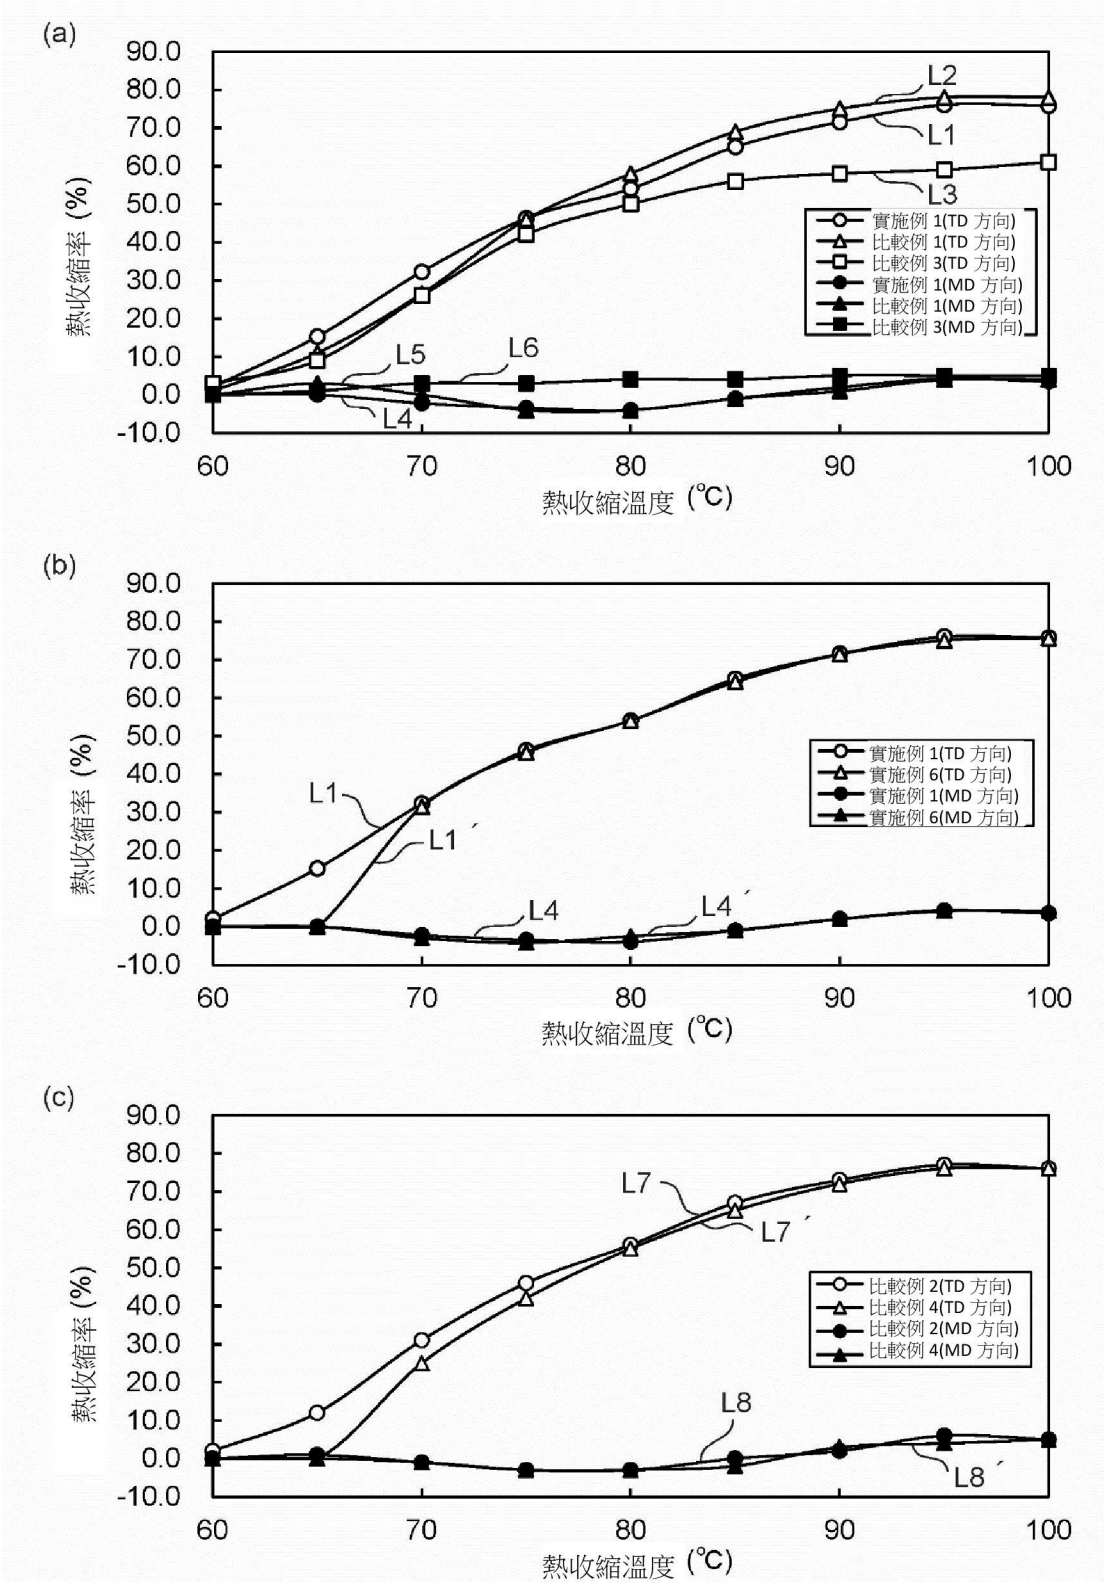 (a)
90.0
80.0
70.0
60.0
50.0
40.0
30.0
20.0
10.0
0.0
-10.0
熱收縮率 (%)
60
70
80
90
100
熱收縮溫度 (℃)
L2
L1
L3
L5
L6
L4
實施例 1(TD 方向)
比較例 1(TD 方向)
比較例 3(TD 方向)
實施例 1(MD 方向)
比較例 1(MD 方向)
比較例 3(MD 方向)
(b)
90.0
80.0
70.0
60.0
50.0
40.0
30.0
20.0
10.0
0.0
-10.0
熱收縮率 (%)
60
70
80
90
100
熱收縮溫度 (℃)
L1
L1´
L4
L4´
實施例 1(TD 方向)
實施例 6(TD 方向)
實施例 1(MD 方向)
實施例 6(MD 方向)
(c)
90.0
80.0
70.0
60.0
50.0
40.0
30.0
20.0
10.0
0.0
-10.0
熱收縮率 (%)
60
70
80
90
100
熱收縮溫度 (℃)
L7
L7´
L8
L8´
比較例 2(TD 方向)
比較例 4(TD 方向)
比較例 2(MD 方向)
比較例 4(MD 方向)